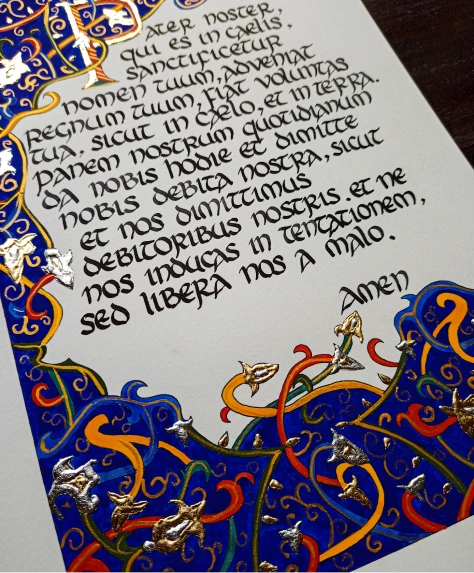 Pater noster,
qui es in cælis,
sanctificetur
nomen tuum, adveniat
regnum tuum, fiat voluntas
tua, sicut in cælo, et in terra.
panem nostrum quotidianum
da nobis hodie et dimitte
nobis debita nostra, sicut
et nos dimittimus
debitoribus nostris. et ne
nos inducas in tentationem,
sed libera nos a malo.
Amen